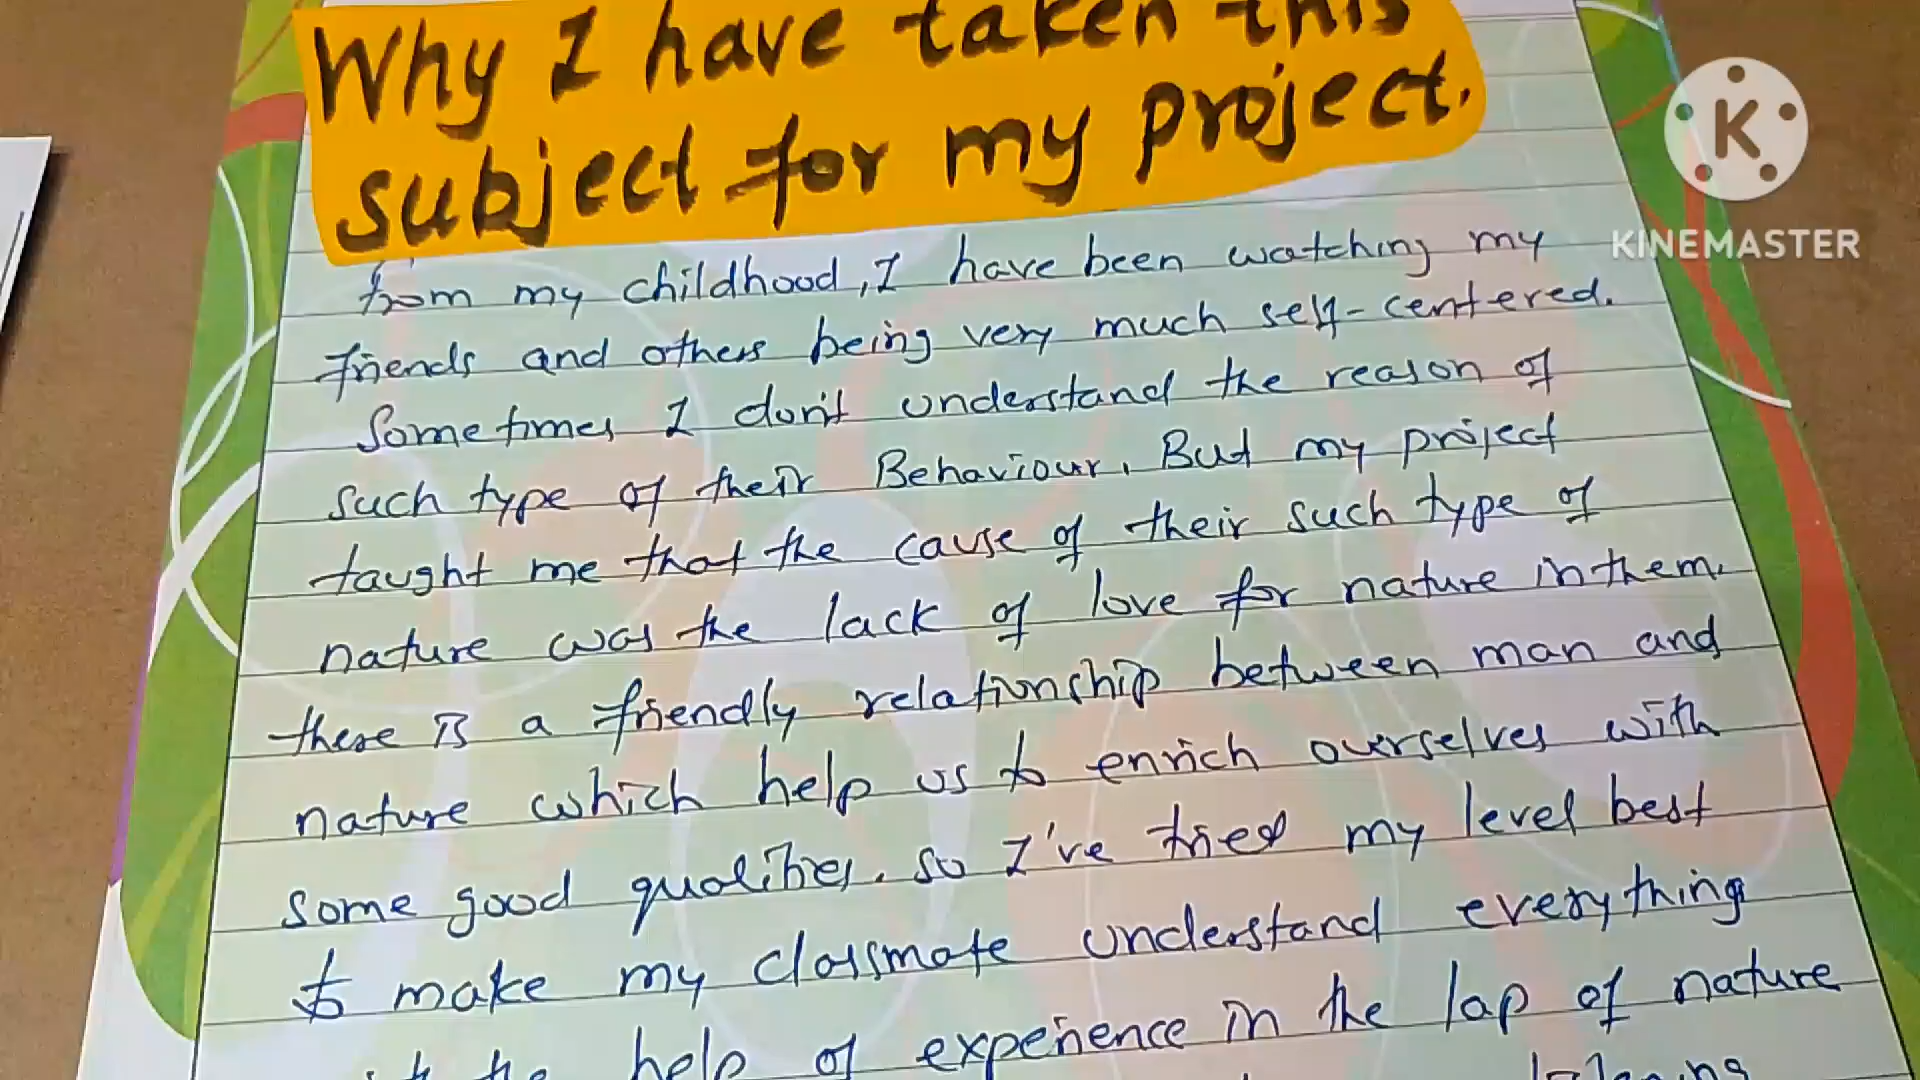 Why I have taken this
subject for my project.
K
KINEMASTER
From my childhood, I have been watching my
friends and others being very much self-centered.
Sometimes I don't understand the reason of
such type of their Behaviour. But my project
taught me that the cause of their such type of
nature was the lack of love for nature in them.
there is a friendly relationship between man and
nature which help us to enrich ourselves with
some good qualities. so I've tried my level best
to make my classmate understand everything
help of experience in the lap of nature